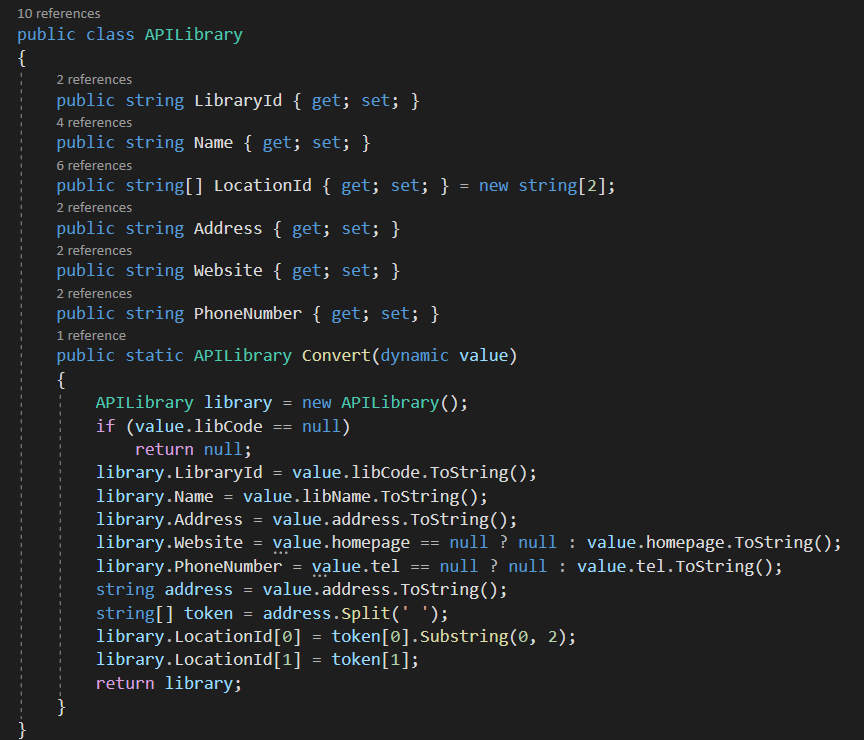 10 references
public class APILibrary
{
2 references
public string LibraryId { get; set; }
4 references
public string Name { get; set; }
6 references
public string[] LocationId { get; set; } = new string[2];
2 references
public string Address { get; set; }
2 references
public string Website { get; set; }
2 references
public string PhoneNumber { get; set; }
1 reference
public static APILibrary Convert(dynamic value)
{
APILibrary library = new APILibrary();
if (value.libCode == null)
return null;
library.LibraryId = value.libCode.ToString();
library.Name = value.libName.ToString();
library.Address = value.address.ToString();
library.Website = value.homepage == null ? null : value.homepage.ToString();
library.PhoneNumber = value.tel == null ? null : value.tel.ToString();
string address = value.address.ToString();
string[] token = address.Split(' ');
library.LocationId[0] = token[0].Substring(0, 2);
library.LocationId[1] = token[1];
return library;
}
}